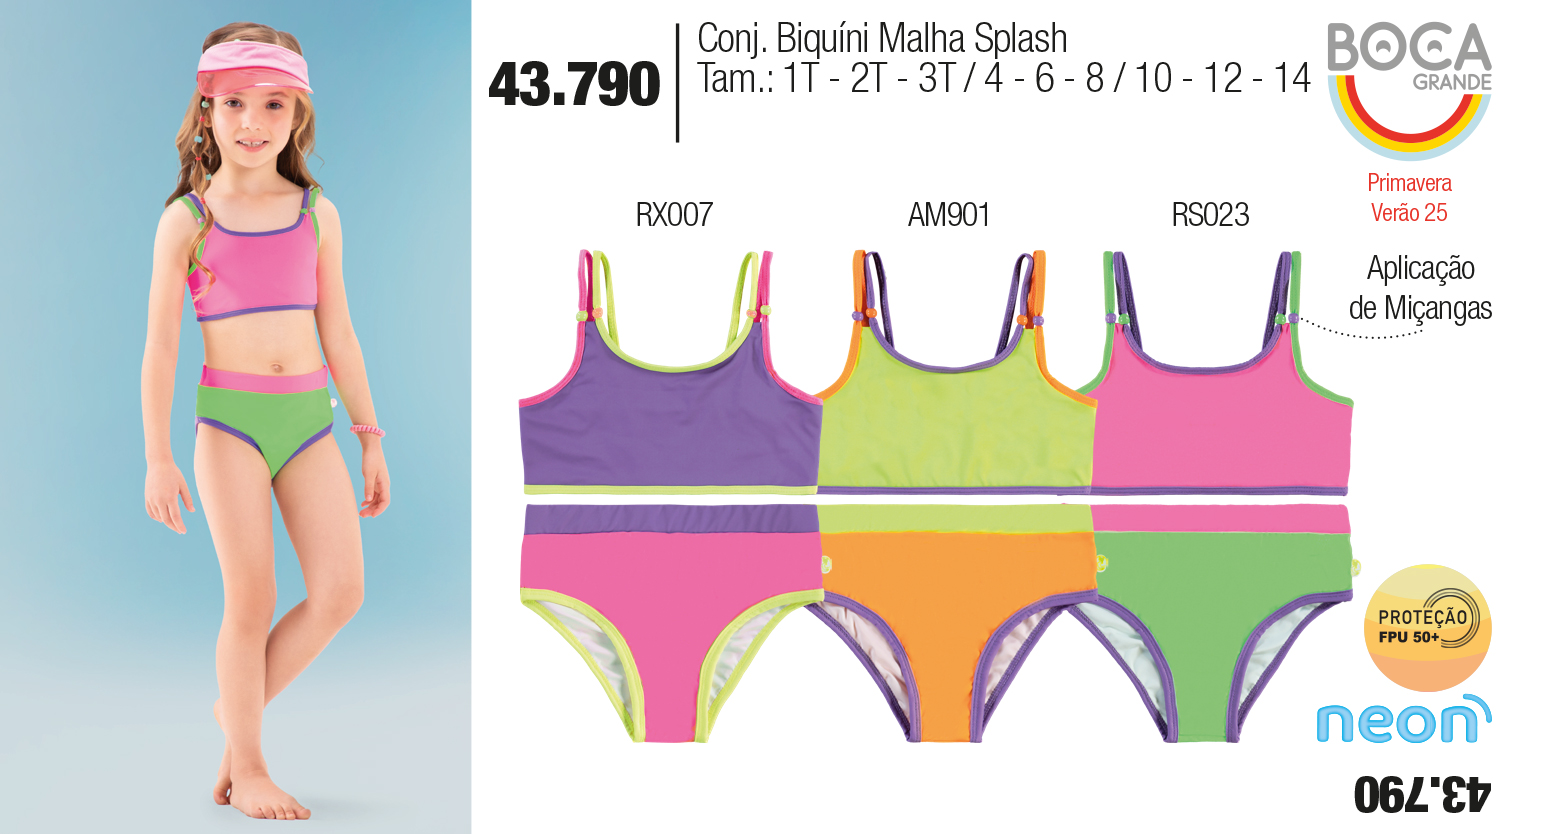 43.790
Conj. Biquíni Malha Splash
Tam.: 1T - 2T - 3T / 4 - 6 - 8 / 10 - 12 - 14
BOCA
GRANDE
Primavera
Verão 25
RX007
AM901
RS023
Aplicação
de Miçangas
PROTEÇÃO
FPU 50+
neon
43.790